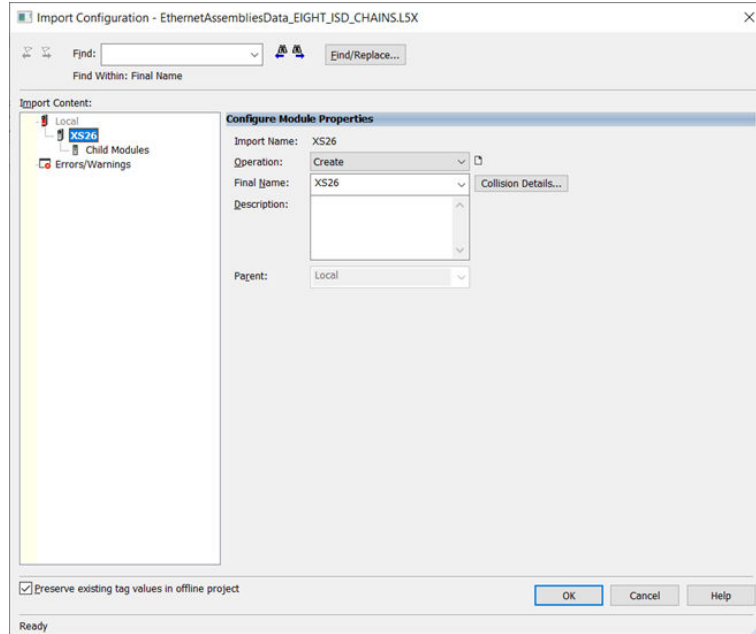 Import Configuration - EthernetAssembliesData_EIGHT_ISD_CHAINS.L5X
Find:
Find/Replace...
Find Within: Final Name
Import Content:
Local
XS26
Child Modules
Errors/Warnings
Configure Module Properties
Import Name: XS26
Operation: Create
Final Name: XS26 Collision Details...
Description:
Parent: Local
Preserve existing tag values in offline project
OK Cancel Help
Ready